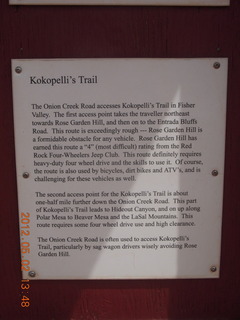 Kokopelli's Trail
The Onion Creek Road accesses Kokopelli's Trail in Fisher
Valley. The first access point takes the traveller northeast
towards Rose Garden Hill, and then on to the Entrada Bluffs
Road. This route is exceedingly rough --- Rose Garden Hill is
a formidable obstacle for any vehicle. Rose Garden Hill has
earned this route a “4” (most difficult) rating from the Red
Rock Four-Wheelers Jeep Club. This route definitely requires
heavy-duty four wheel drive and the skills to use it. Of course,
the route is also used by bicycles, dirt bikes and ATV's, and is
challenging for these vehicles as well.
The second access point for the Kokopelli's Trail is about
one-half mile further down the Onion Creek Road. This part
of Kokopelli's Trail leads to Hideout Canyon, and on up along
Polar Mesa to Beaver Mesa and the LaSal Mountains. This
route requires some four wheel drive use and high clearance.
The Onion Creek Road is often used to access Kokopelli's
Trail, particularly by sag wagon drivers wisely avoiding Rose
Garden Hill.
2012.05.02 13:48